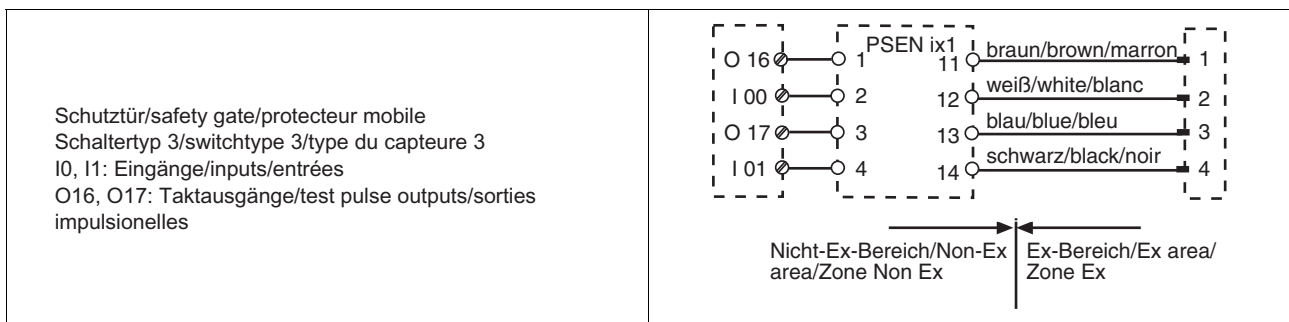 Schutztür/safety gate/protecteur mobile
Schaltertyp 3/switchtype 3/type du capteure 3
I0, I1: Eingänge/inputs/entrées
O16, O17: Taktausgänge/test pulse outputs/sorties
impulsionelles
PSEN ix1
O 16 1 11 braun/brown/marron 1
I 00 2 12 weiß/white/blanc 2
O 17 3 13 blau/blue/bleu 3
I 01 4 14 schwarz/black/noir 4
Nicht-Ex-Bereich/Non-Ex
area/Zone Non Ex
Ex-Bereich/Ex area/
Zone Ex